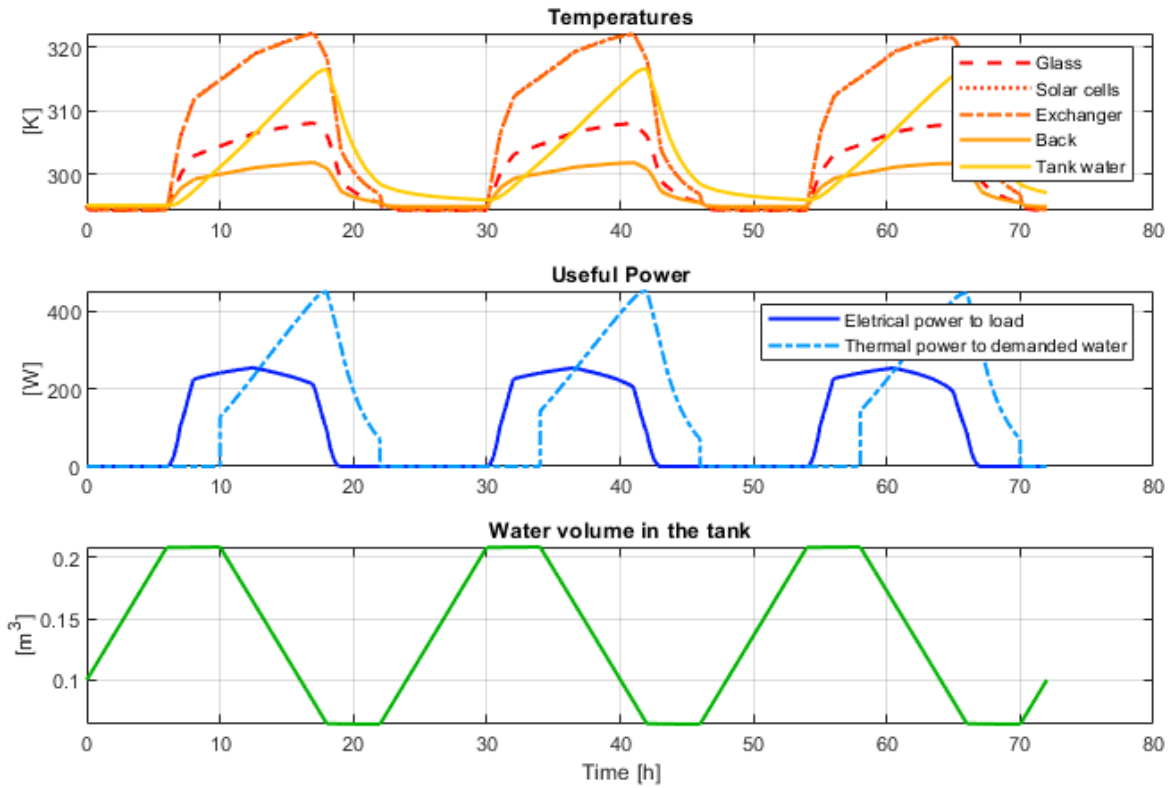 Temperatures
[K]
320
310
300
Glass
Solar cells
Exchanger
Back
Tank water
0 10 20 30 40 50 60 70 80
Useful Power
[W]
400
200
0
Eletrical power to load
Thermal power to demanded water
0 10 20 30 40 50 60 70 80
Water volume in the tank
[m³]
0.2
0.15
0.1
0 10 20 30 40 50 60 70 80
Time [h]